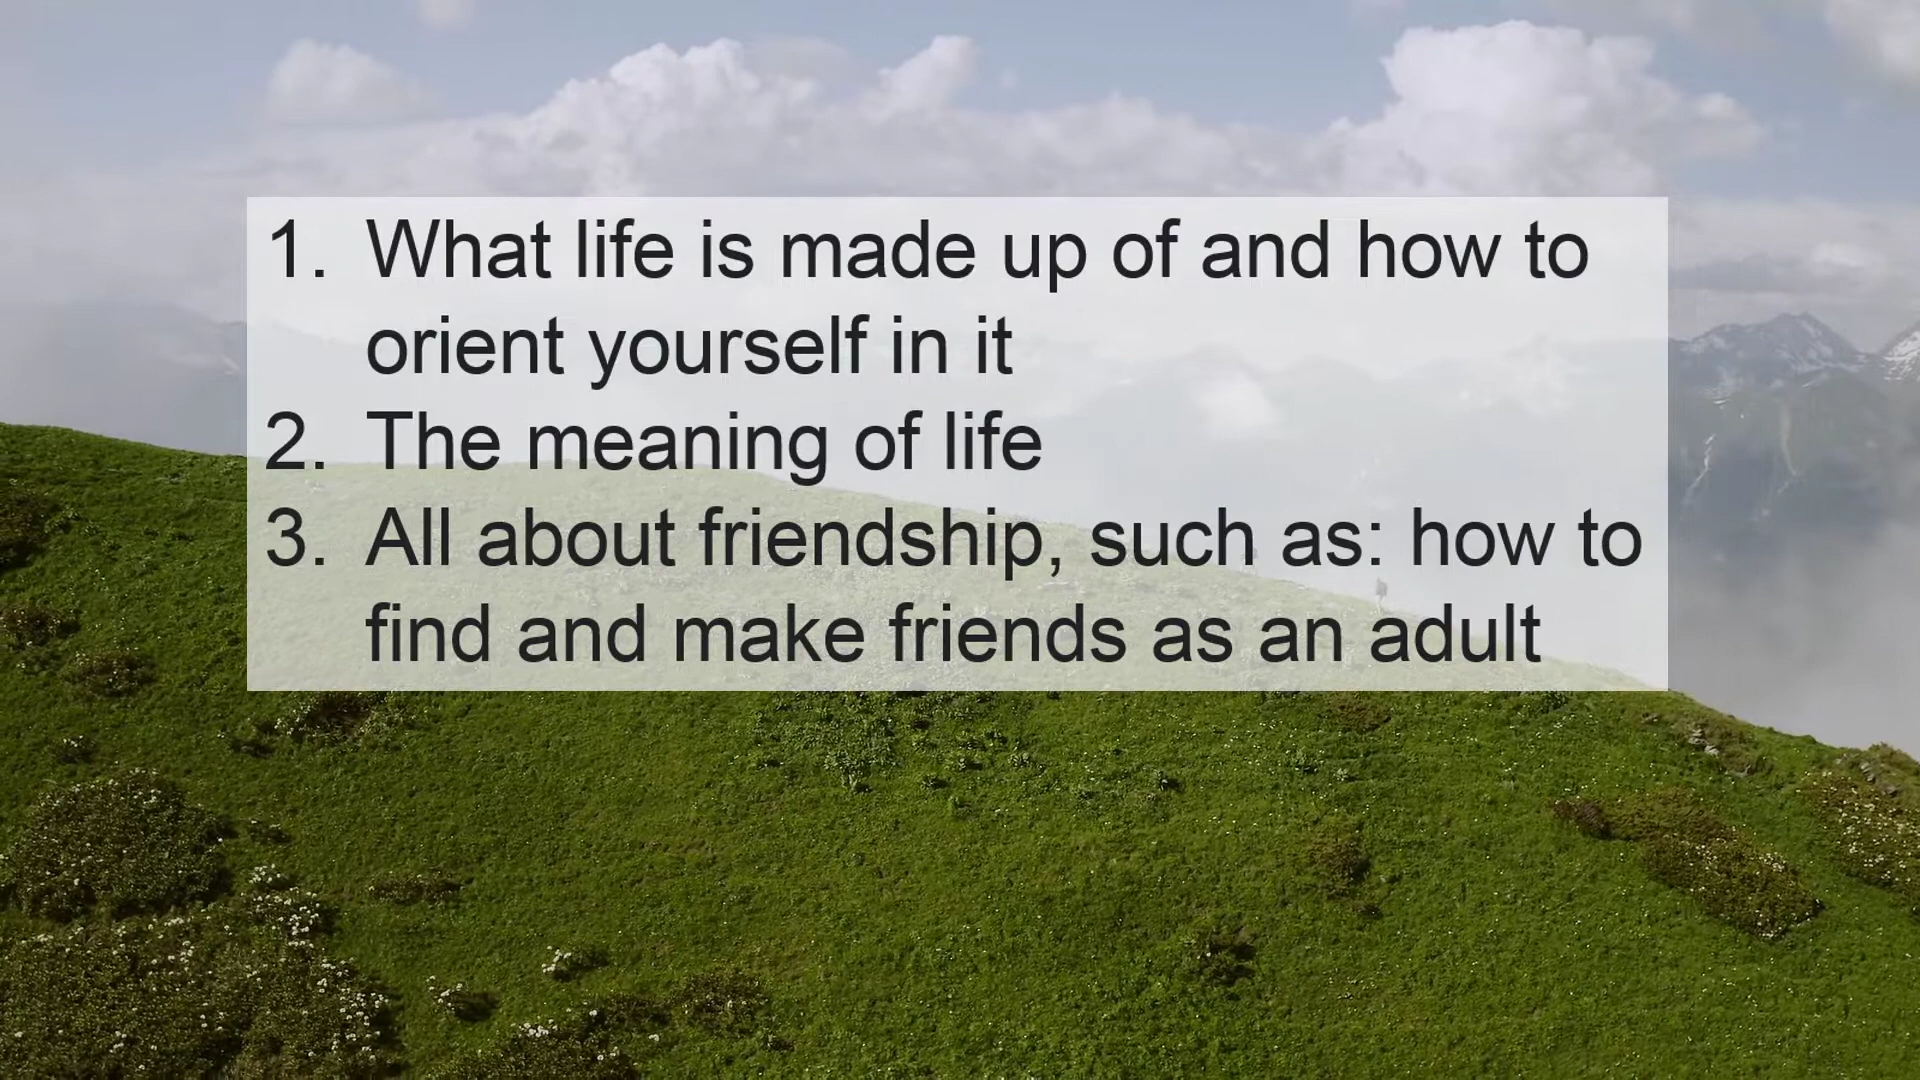 1. What life is made up of and how to
orient yourself in it
2. The meaning of life
3. All about friendship, such as: how to
find and make friends as an adult